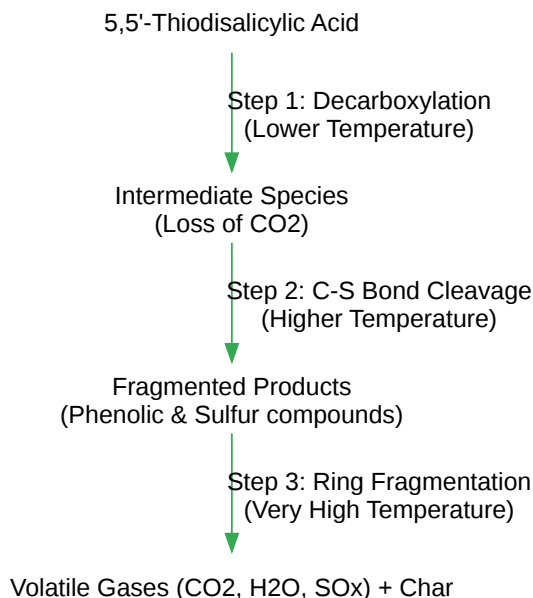 5,5'-Thiodisalicylic Acid
Step 1: Decarboxylation
(Lower Temperature)
Intermediate Species
(Loss of CO2)
Step 2: C-S Bond Cleavage
(Higher Temperature)
Fragmented Products
(Phenolic & Sulfur compounds)
Step 3: Ring Fragmentation
(Very High Temperature)
Volatile Gases (CO2, H2O, SOx) + Char